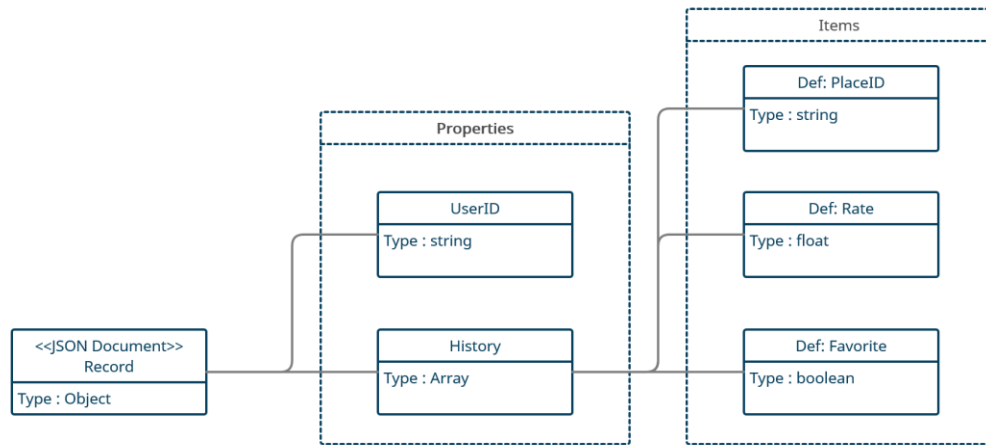 Items
Def: PlaceID
Type : string
Properties
UserID
Type : string
Def: Rate
Type : float
<<JSON Document>>
Record
Type : Object
History
Type : Array
Def: Favorite
Type : boolean